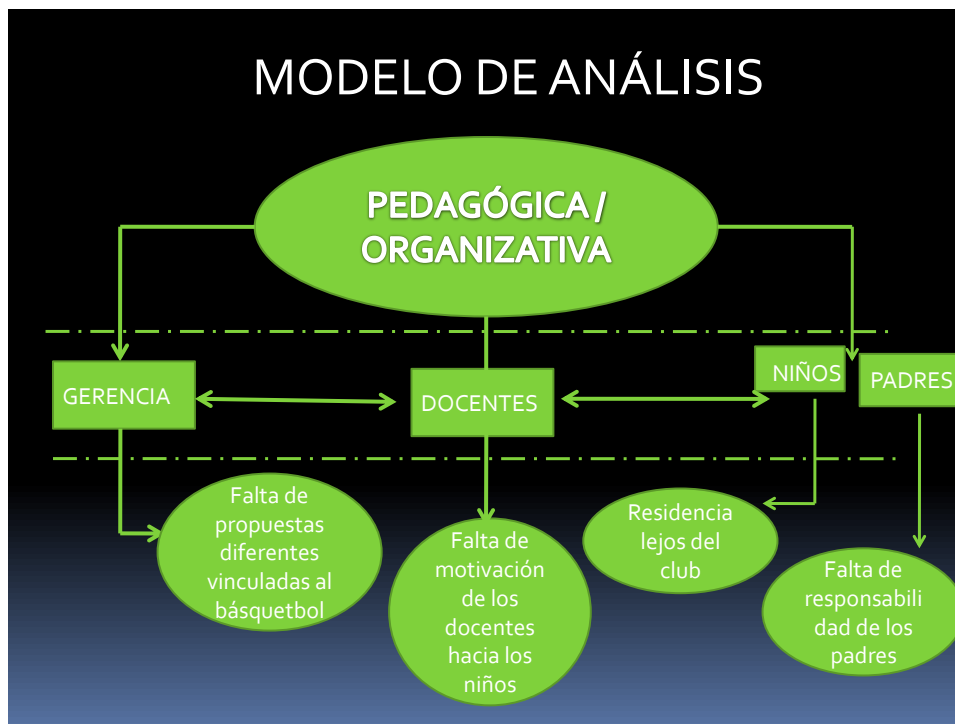 MODELO DE ANÁLISIS
PEDAGÓGICA /
ORGANIZATIVA
GERENCIA
DOCENTES
NIÑOS
PADRES
Falta de
propuestas
diferentes
vinculadas al
básquetbol
Falta de
motivación
de los
docentes
hacia los
niños
Residencia
lejos del
club
Falta de
responsabili
dad de los
padres